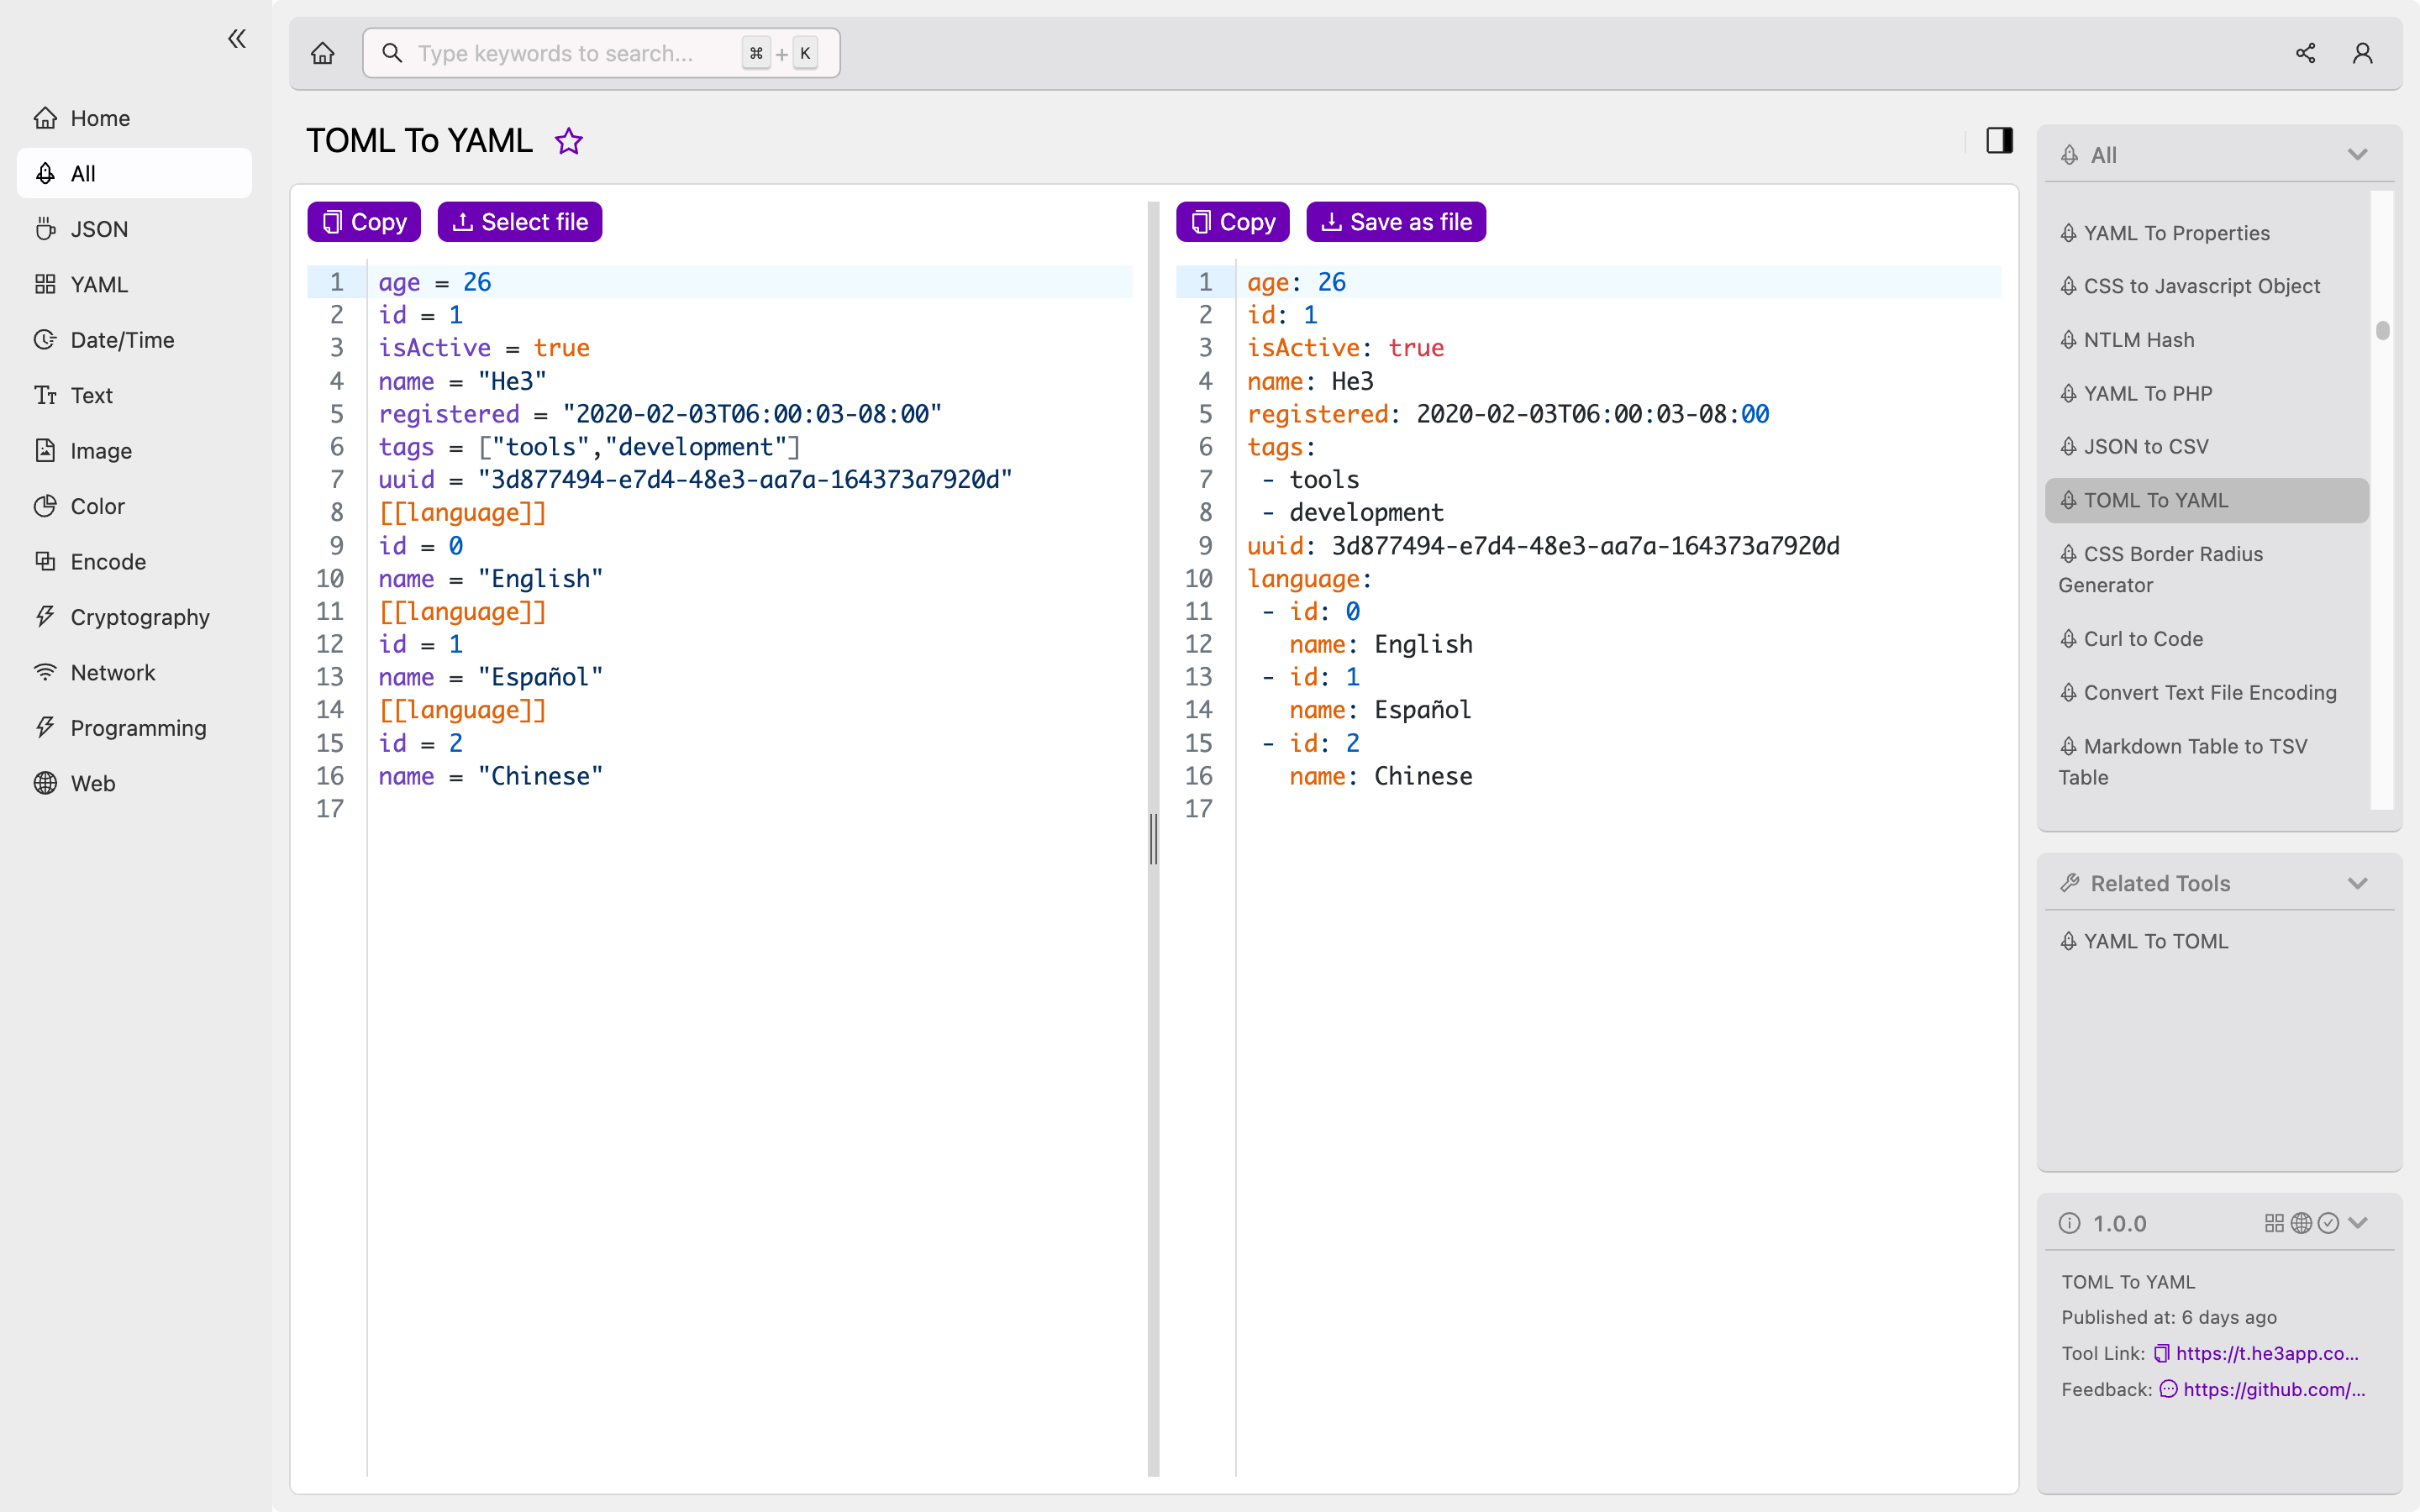 Home
All
JSON
YAML
Date/Time
Text
Image
Color
Encode
Cryptography
Network
Programming
Web
Type keywords to search... ⌘ + K
TOML To YAML
Copy
Select file
1 age = 26
2 id = 1
3 isActive = true
4 name = "He3"
5 registered = "2020-02-03T06:00:03-08:00"
6 tags = ["tools","development"]
7 uuid = "3d877494-e7d4-48e3-aa7a-164373a7920d"
8 [[language]]
9 id = 0
10 name = "English"
11 [[language]]
12 id = 1
13 name = "Español"
14 [[language]]
15 id = 2
16 name = "Chinese"
17
Copy
Save as file
1 age: 26
2 id: 1
3 isActive: true
4 name: He3
5 registered: 2020-02-03T06:00:03-08:00
6 tags:
7  - tools
8  - development
9 uuid: 3d877494-e7d4-48e3-aa7a-164373a7920d
10 language:
11  - id: 0
12    name: English
13  - id: 1
14    name: Español
15  - id: 2
16    name: Chinese
17
All
YAML To Properties
CSS to Javascript Object
NTLM Hash
YAML To PHP
JSON to CSV
TOML To YAML
CSS Border Radius
Generator
Curl to Code
Convert Text File Encoding
Markdown Table to TSV
Table
Related Tools
YAML To TOML
1.0.0
TOML To YAML
Published at: 6 days ago
Tool Link: https://t.he3app.co...
Feedback: https://github.com/...